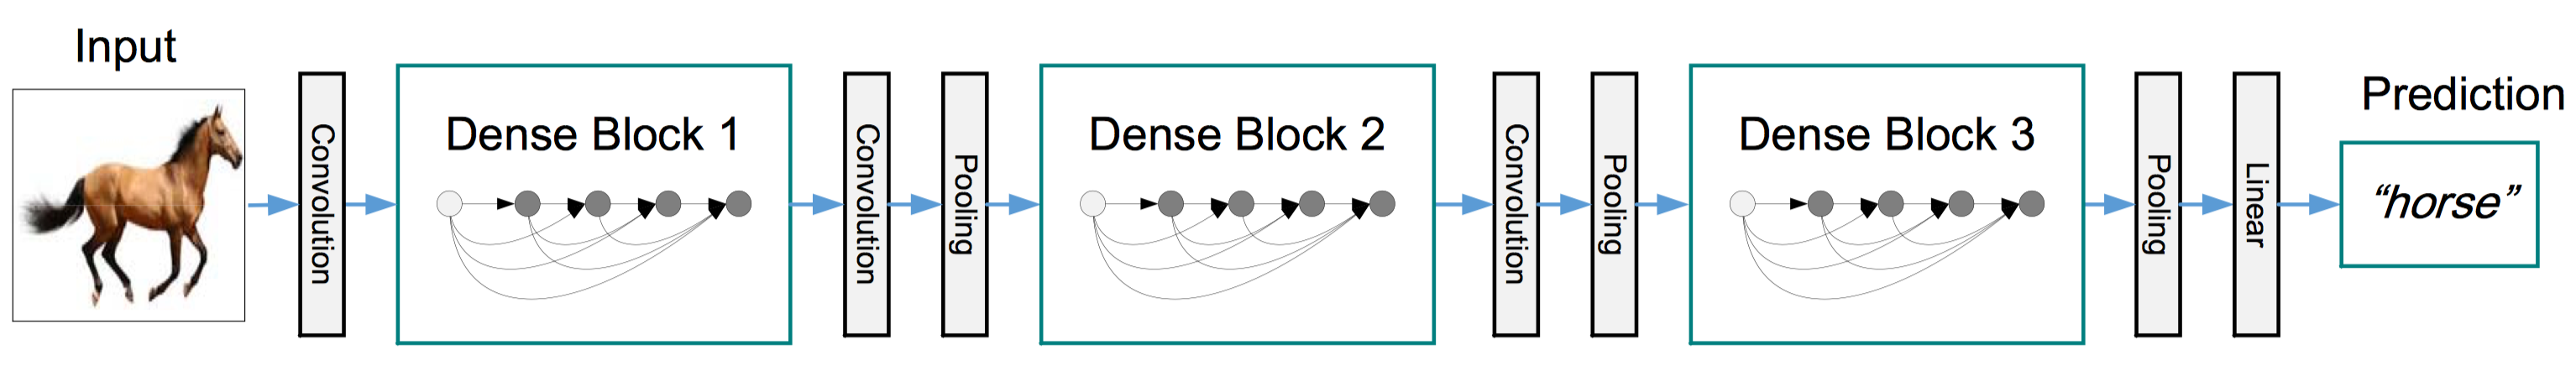 Input
Convolution
Dense Block 1
Convolution
Pooling
Dense Block 2
Convolution
Pooling
Dense Block 3
Pooling
Linear
Prediction
“horse”